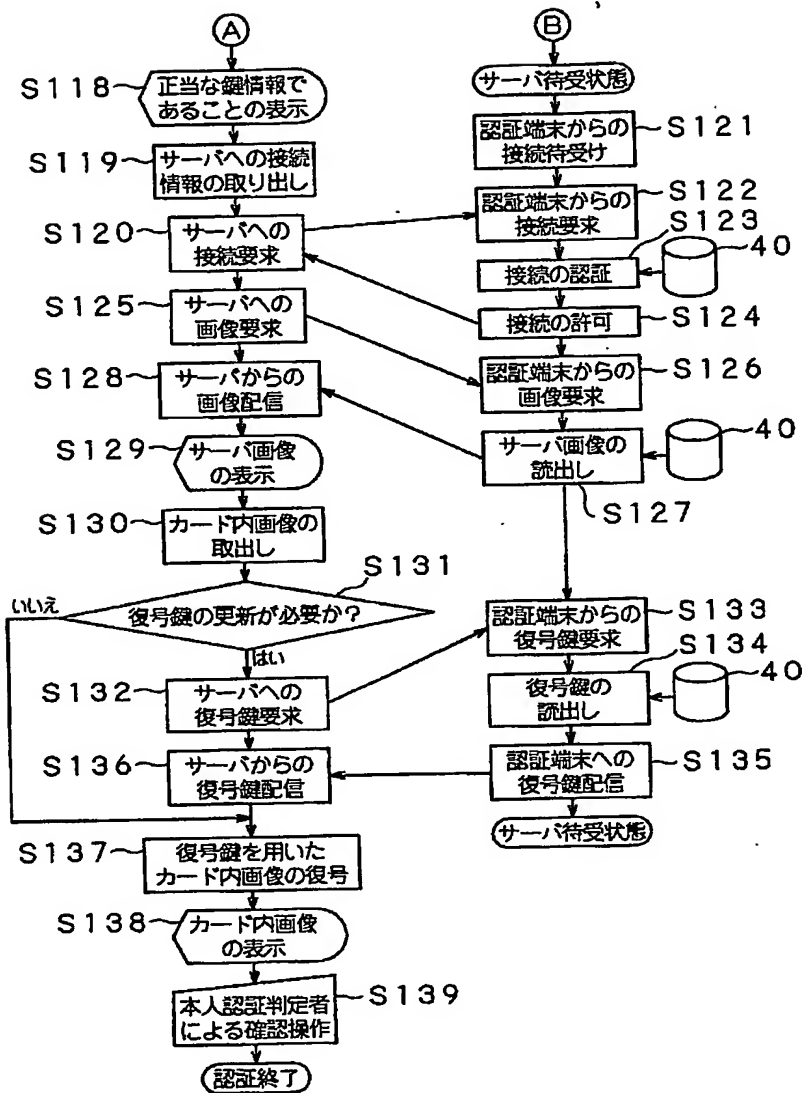 A
B
S118
正当な鍵情報で
あることの表示
サーバ待受状態
S119
サーバへの接続
情報の取り出し
認証端末からの
接続待受け
S121
S120
サーバへの
接続要求
認証端末からの
接続要求
S122
S123
40
接続の認証
S125
サーバへの
画像要求
接続の許可
S124
S128
サーバからの
画像配信
認証端末からの
画像要求
S126
S129
サーバ画像
の表示
サーバ画像の
読出し
40
S127
S130
カード内画像の
取出し
S131
いいえ
復号鍵の更新が必要か?
はい
認証端末からの
復号鍵要求
S133
S134
S132
サーバへの
復号鍵要求
復号鍵の
読出し
40
S136
サーバからの
復号鍵配信
認証端末への
復号鍵配信
S135
サーバ待受状態
S137
復号鍵を用いた
カード内画像の復号
S138
カード内画像
の表示
本人認証判定者
による確認操作
S139
認証終了